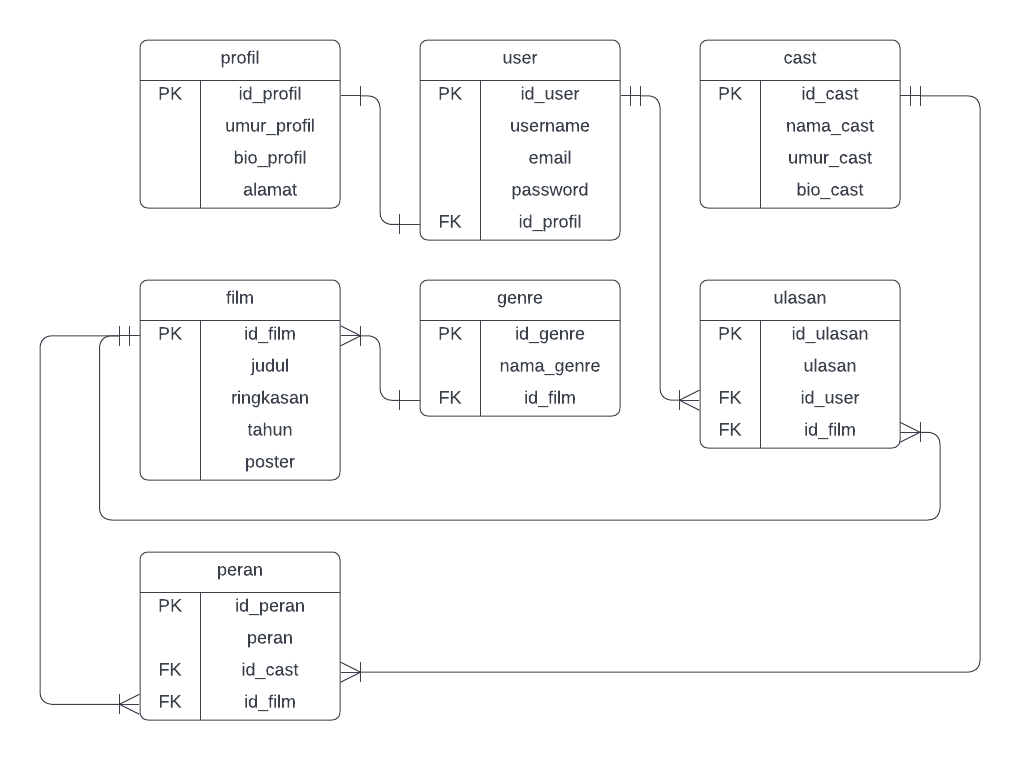 profil
PK id_profil
umur_profil
bio_profil
alamat
user
PK id_user
username
email
password
FK id_profil
cast
PK id_cast
nama_cast
umur_cast
bio_cast
film
PK id_film
judul
ringkasan
tahun
poster
genre
id_genre
nama_genre
FK id_film
ulasan
PK id_ulasan
ulasan
FK id_user
FK id_film
peran
PK id_peran
peran
FK id_cast
FK id_film